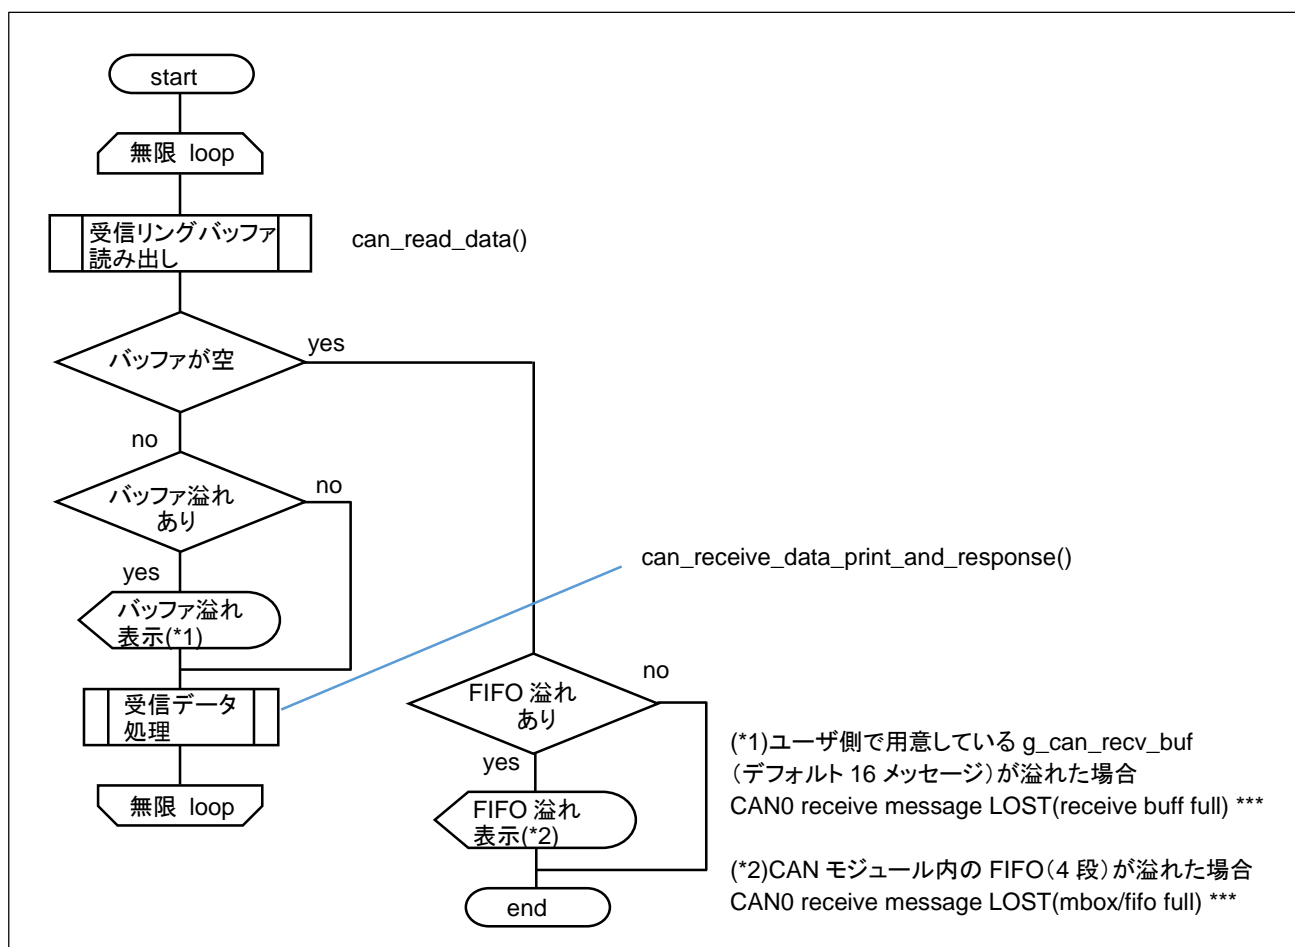 start
無限 loop
受信リングバッファ
読み出し
can_read_data()
バッファが空
yes
no
バッファ溢れ
あり
no
yes
バッファ溢れ
表示(*1)
受信データ
処理
無限 loop
can_receive_data_print_and_response()
FIFO 溢れ
あり
no
yes
FIFO 溢れ
表示(*2)
end
(*1)ユーザ側で用意している g_can_recv_buf
（デフォルト 16 メッセージ）が溢れた場合
CAN0 receive message LOST(receive buff full) ***
(*2)CAN モジュール内の FIFO（4 段）が溢れた場合
CAN0 receive message LOST(mbox/fifo full) ***